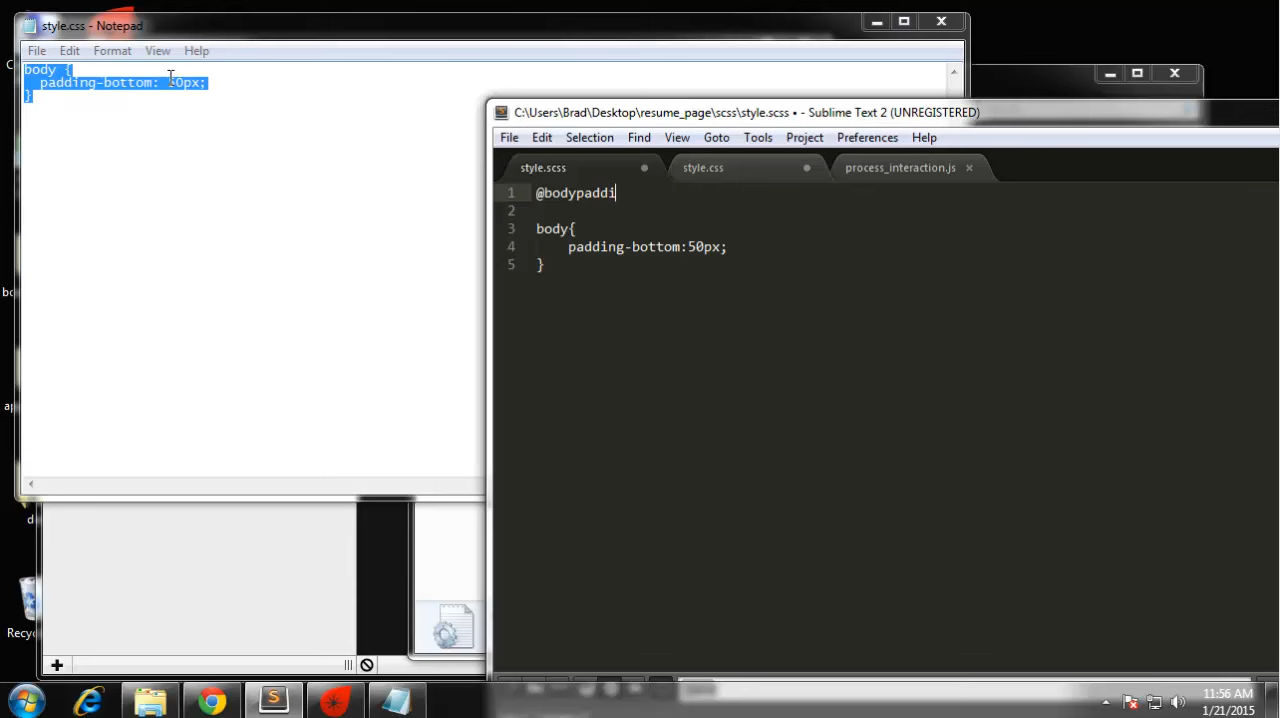 style.css - Notepad
File Edit Format View Help
body {
padding-bottom: 50px;
}
C:\Users\Brad\Desktop\resume_page\scss\style.scss • - Sublime Text 2 (UNREGISTERED)
File Edit Selection Find View Goto Tools Project Preferences Help
style.scss style.css process_interaction.js
1 @bodypaddi
2
3 body{
4 padding-bottom:50px;
5 }
Recyc
11:56 AM
1/21/2015